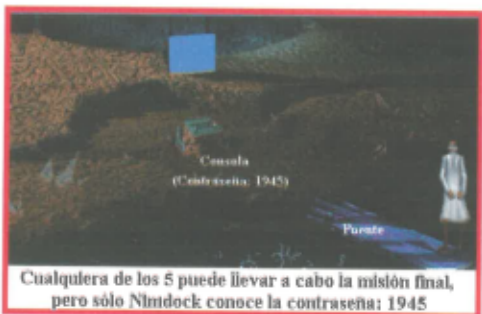 Consola
(Contraseña: 1945)
Puente
Cualquiera de los 5 puede llevar a cabo la misión final,
pero sólo Nimdock conoce la contraseña: 1945